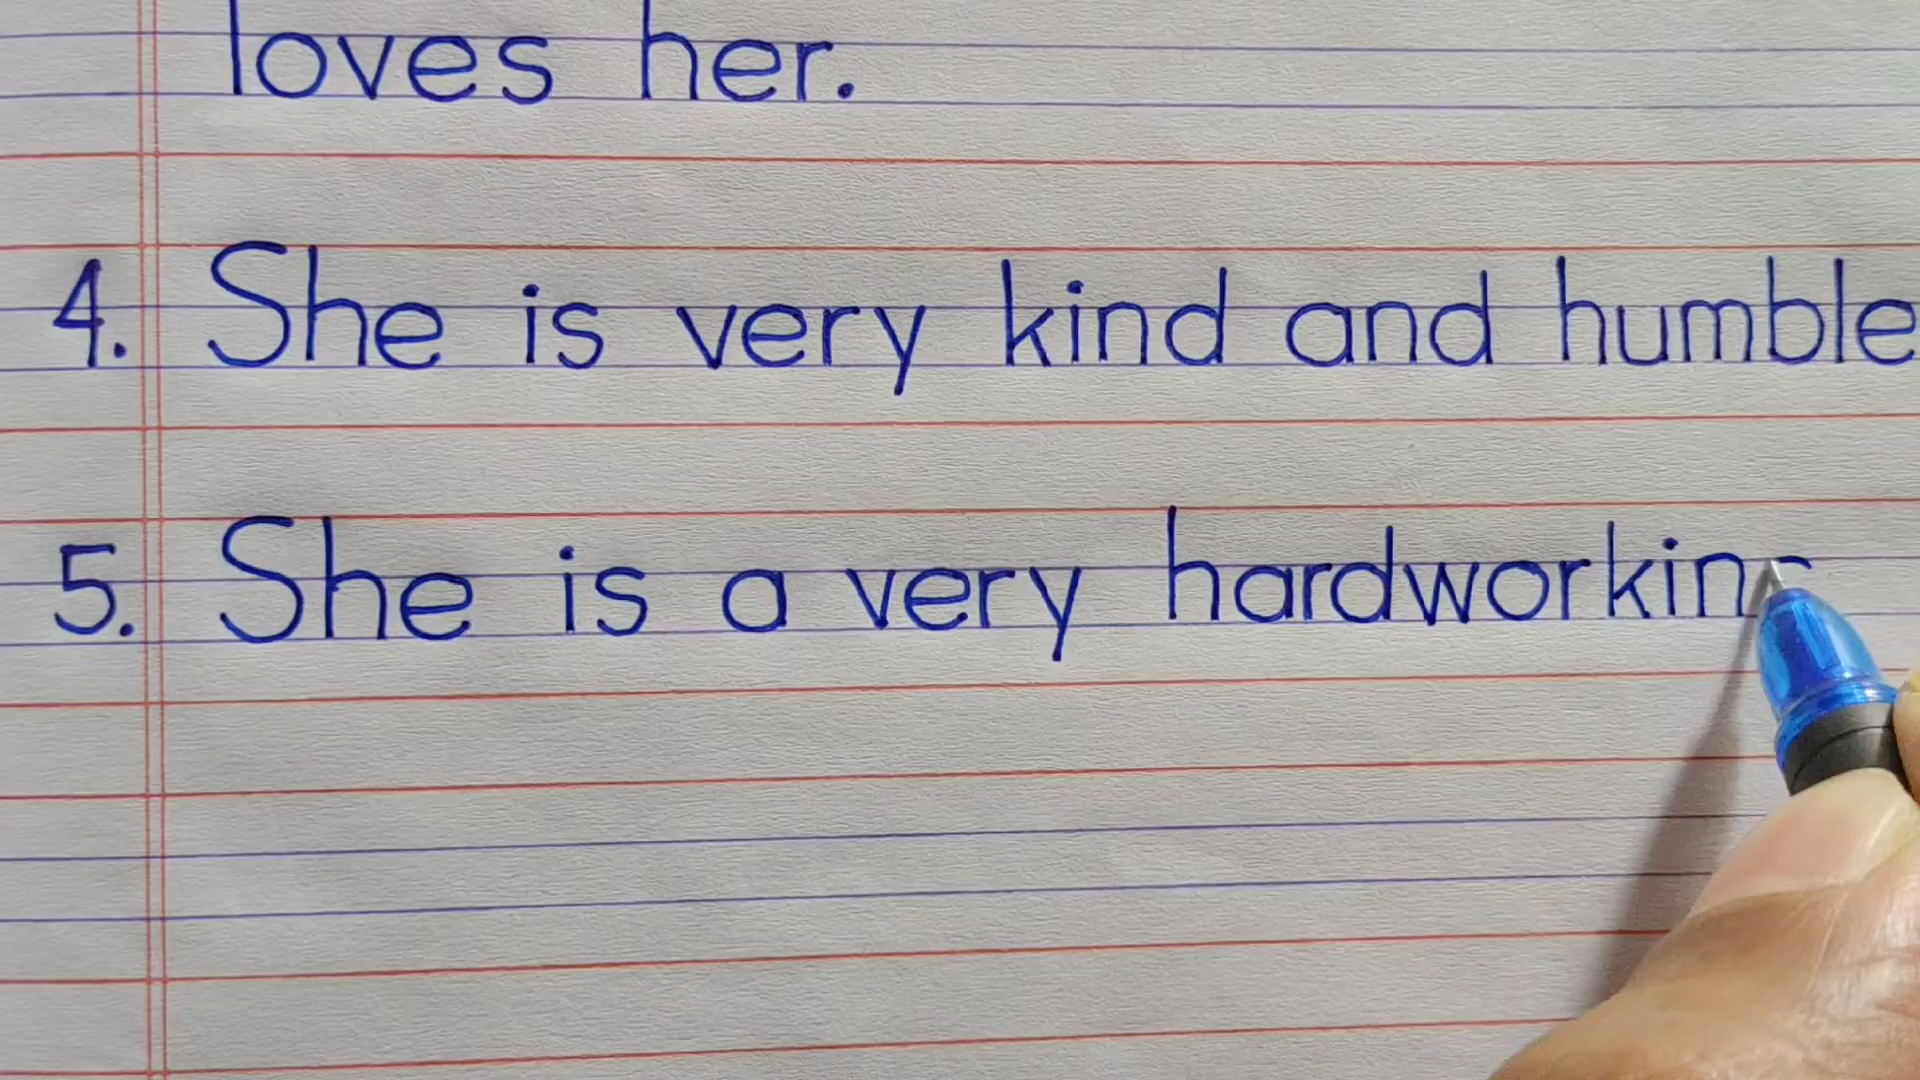 loves her.
4. She is very kind and humble
5. She is a very hardworkin